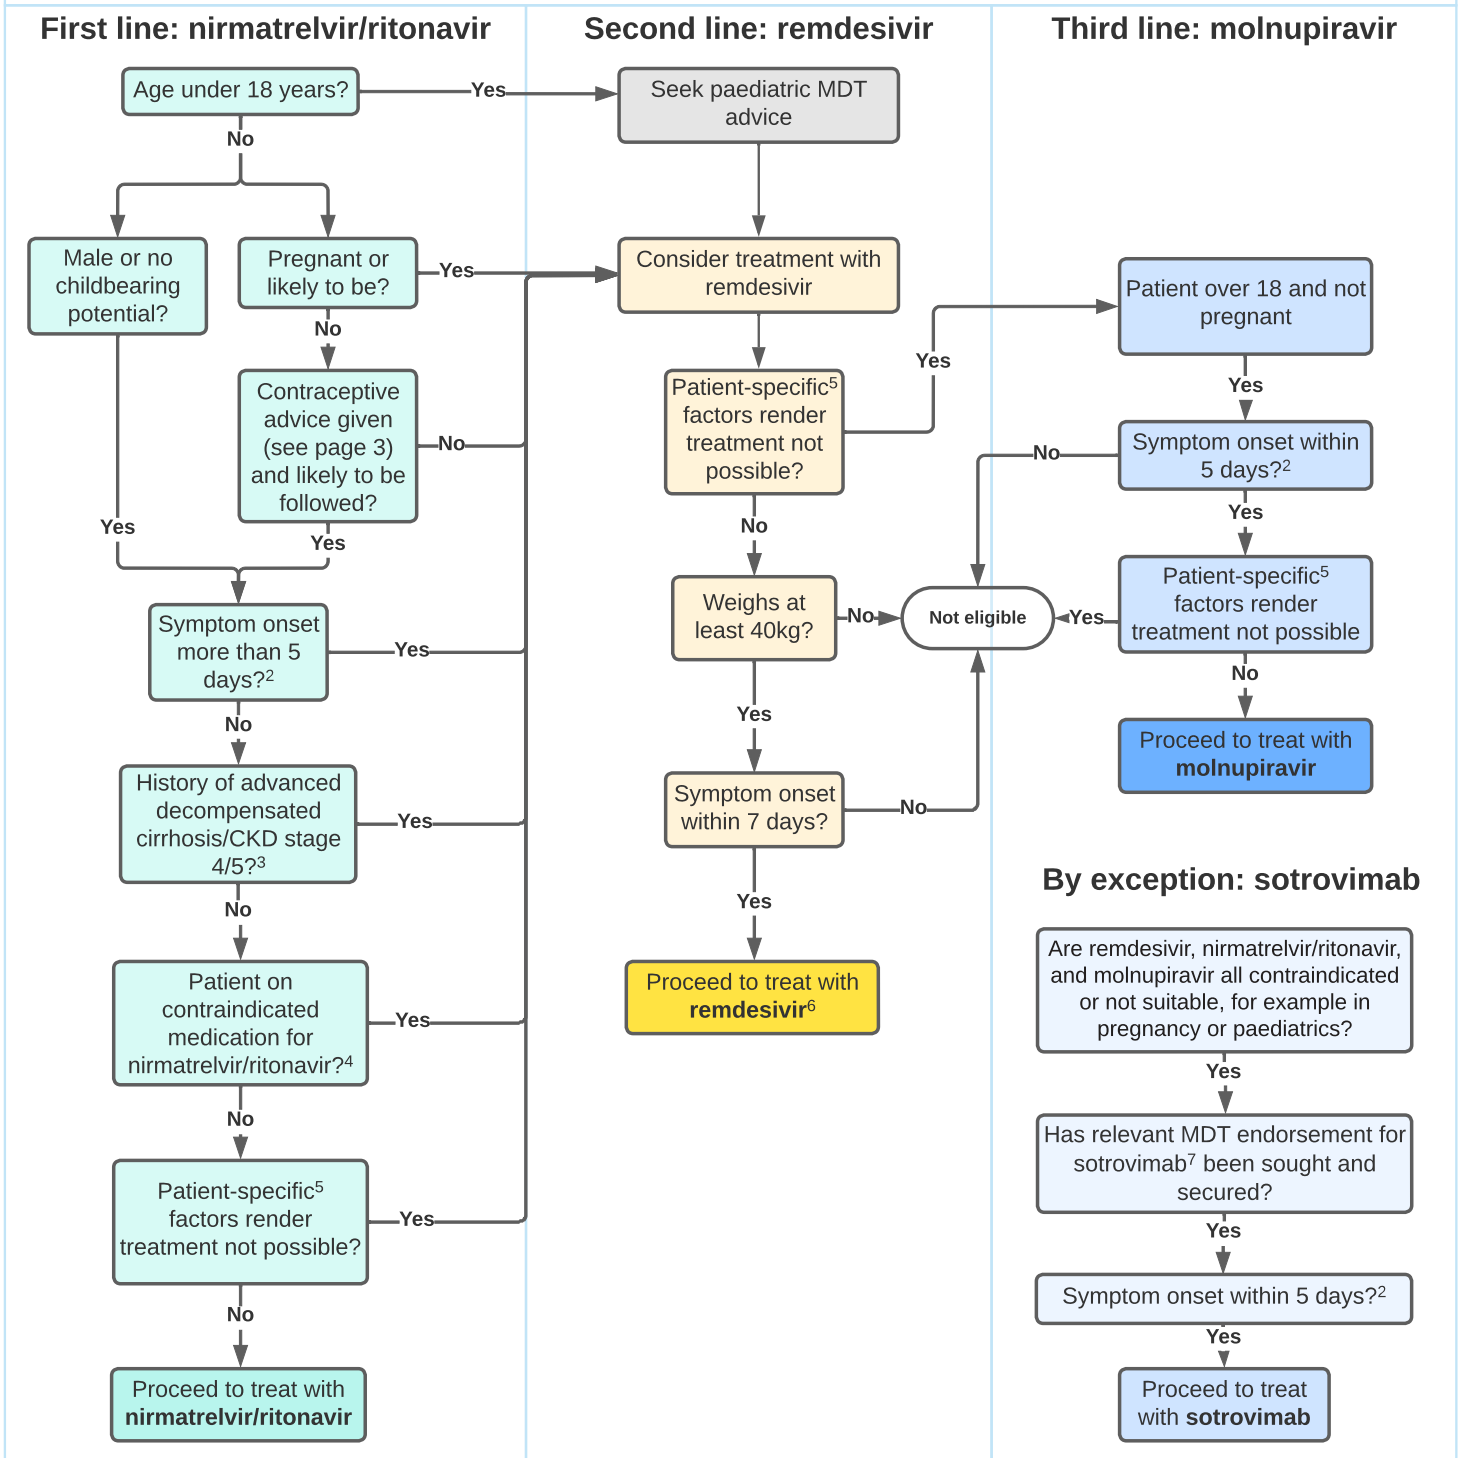 First line: nirmatrelvir/ritonavir
Age under 18 years?
Yes
No
Male or no
childbearing
potential?
Pregnant or
likely to be?
Yes
No
Contraceptive
advice given
(see page 3)
and likely to be
followed?
No
Yes
Yes
Symptom onset
more than 5
days?²
Yes
No
History of advanced
decompensated
cirrhosis/CKD stage
4/5?³
Yes
No
Patient on
contraindicated
medication for
nirmatrelvir/ritonavir?⁴
Yes
No
Patient-specific⁵
factors render
treatment not possible?
Yes
No
Proceed to treat with
nirmatrelvir/ritonavir
Second line: remdesivir
Seek paediatric MDT
advice
Consider treatment with
remdesivir
Patient-specific⁵
factors render
treatment not
possible?
Yes
No
Weighs at
least 40kg?
No
Not eligible
Yes
Symptom onset
within 7 days?
No
Yes
Proceed to treat with
remdesivir⁶
Third line: molnupiravir
Patient over 18 and not
pregnant
Yes
Symptom onset within
5 days?²
No
Yes
Patient-specific⁵
factors render
treatment not possible
Yes
No
Proceed to treat with
molnupiravir
By exception: sotrovimab
Are remdesivir, nirmatrelvir/ritonavir,
and molnupiravir all contraindicated
or not suitable, for example in
pregnancy or paediatrics?
Yes
Has relevant MDT endorsement for
sotrovimab⁷ been sought and
secured?
Yes
Symptom onset within 5 days?²
Yes
Proceed to treat
with sotrovimab